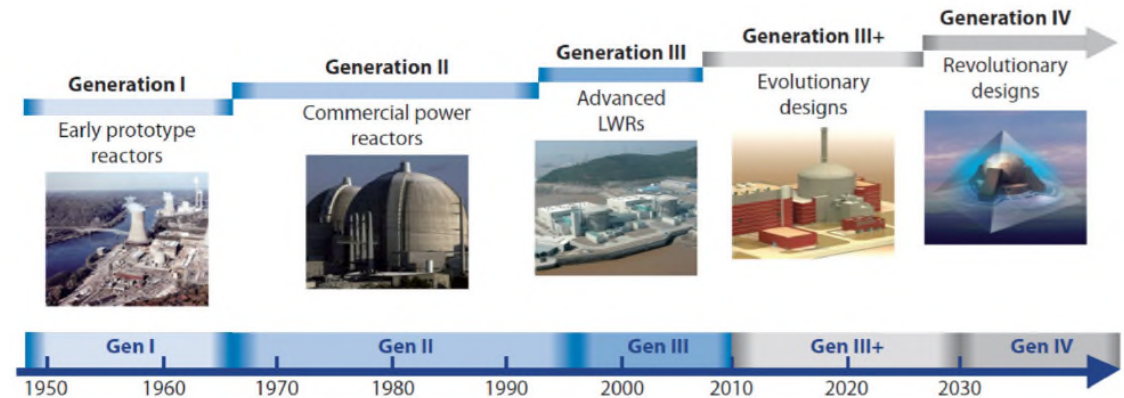 Generation I
Early prototype
reactors
Generation II
Commercial power
reactors
Generation III
Advanced
LWRs
Generation III+
Evolutionary
designs
Generation IV
Revolutionary
designs
Gen I Gen II Gen III Gen III+ Gen IV
1950 1960 1970 1980 1990 2000 2010 2020 2030